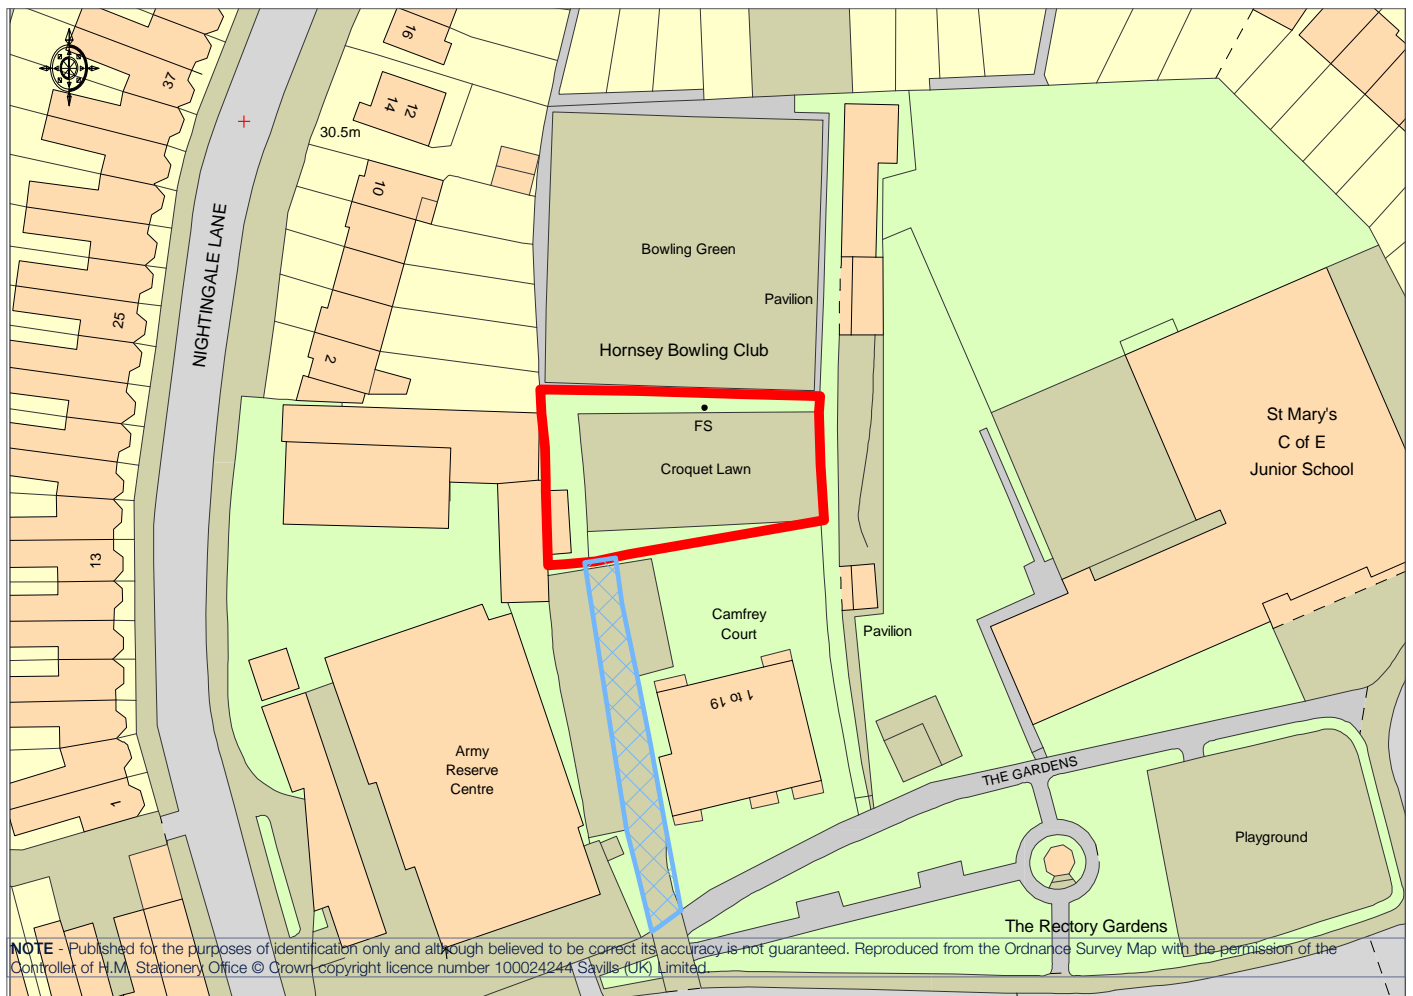 16
37
12
14
30.5m
10
Bowling Green
NIGHTINGALE LANE
Pavilion
25
Hornsey Bowling Club
2
St Mary's
C of E
Junior School
FS
Croquet Lawn
13
Camfrey
Court
Pavilion
1 to 19
Army
Reserve
Centre
THE GARDENS
1
Playground
The Rectory Gardens
NOTE - Published for the purposes of identification only and although believed to be correct its accuracy is not guaranteed. Reproduced from the Ordnance Survey Map with the permission of the
Controller of H.M. Stationery Office © Crown copyright licence number 100024244 Savills (UK) Limited.